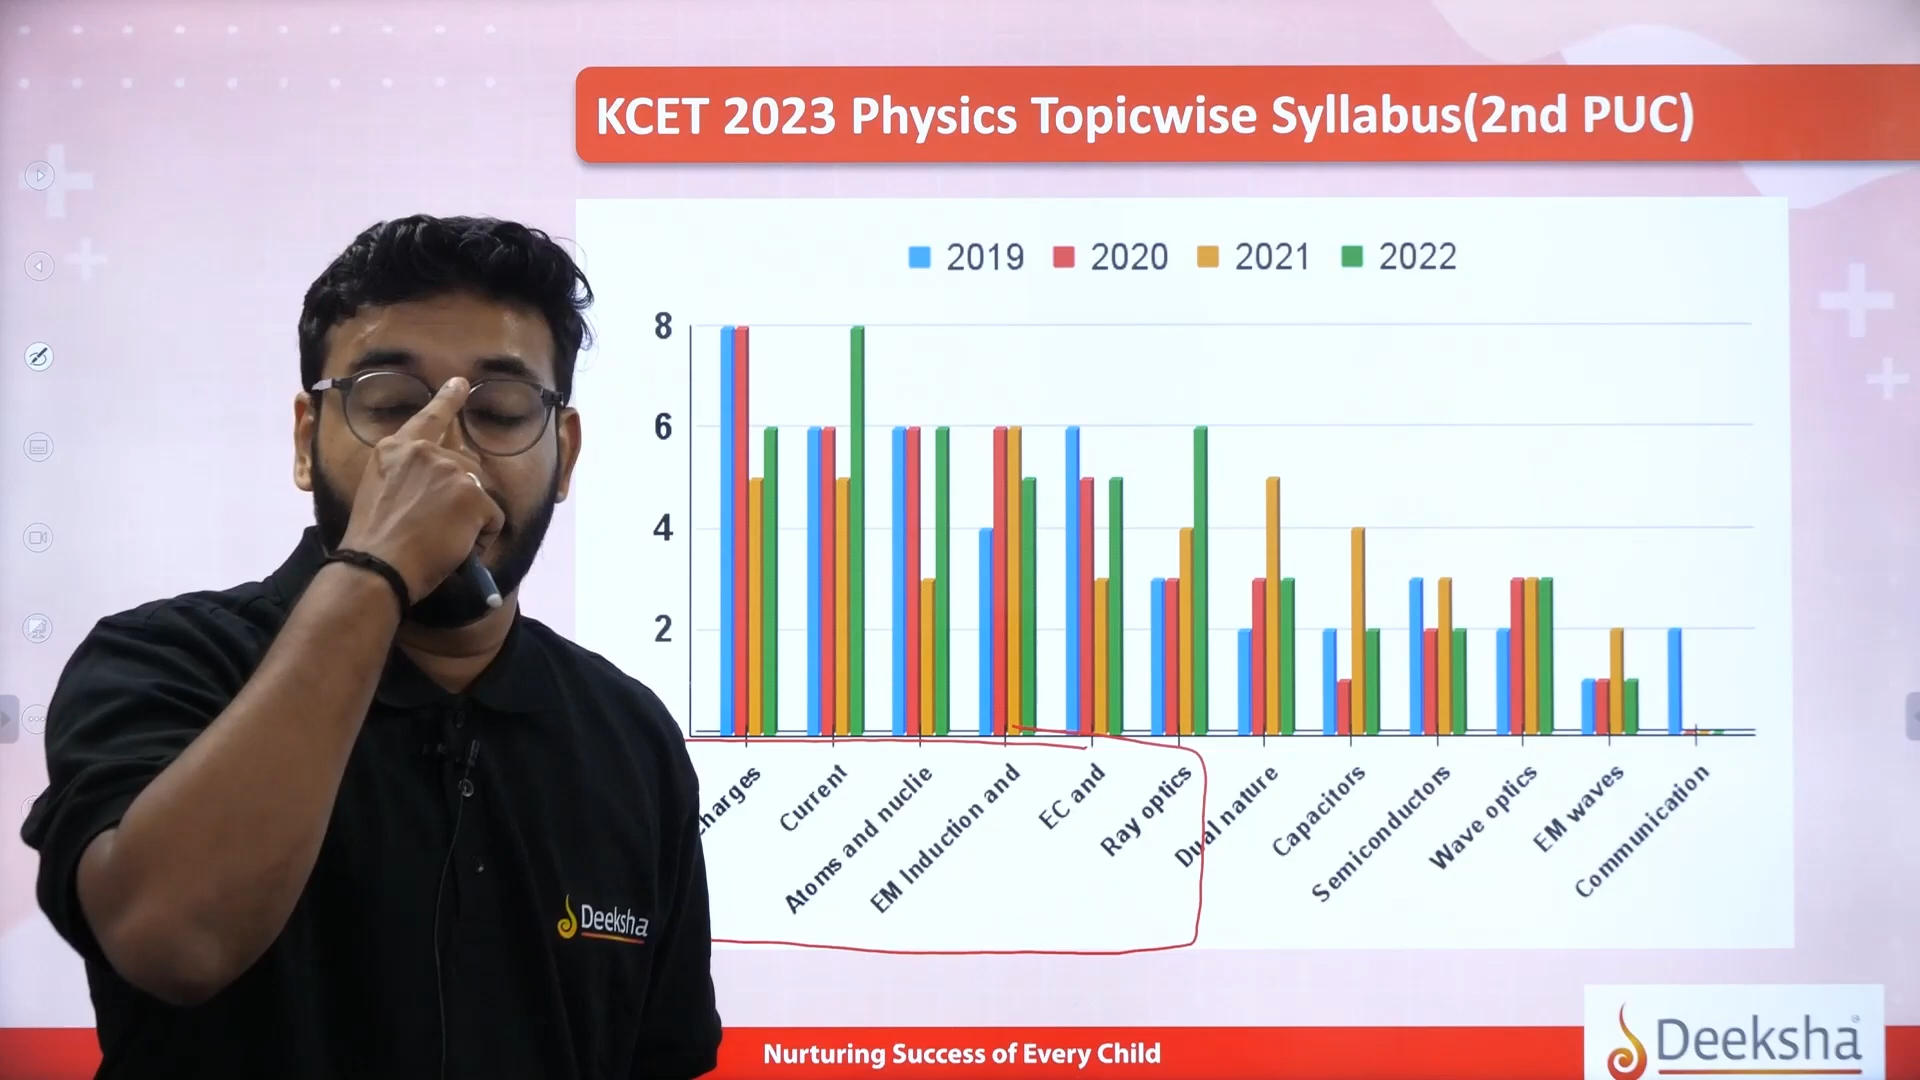 KCET 2023 Physics Topicwise Syllabus(2nd PUC)
2019 2020 2021 2022
8
6
4
2
Current
Atoms and nuclie
EM Induction and
EC and
Ray optics
Dual nature
Capacitors
Semiconductors
Wave optics
EM waves
Communication
Deeksha
Nurturing Success of Every Child
Deeksha